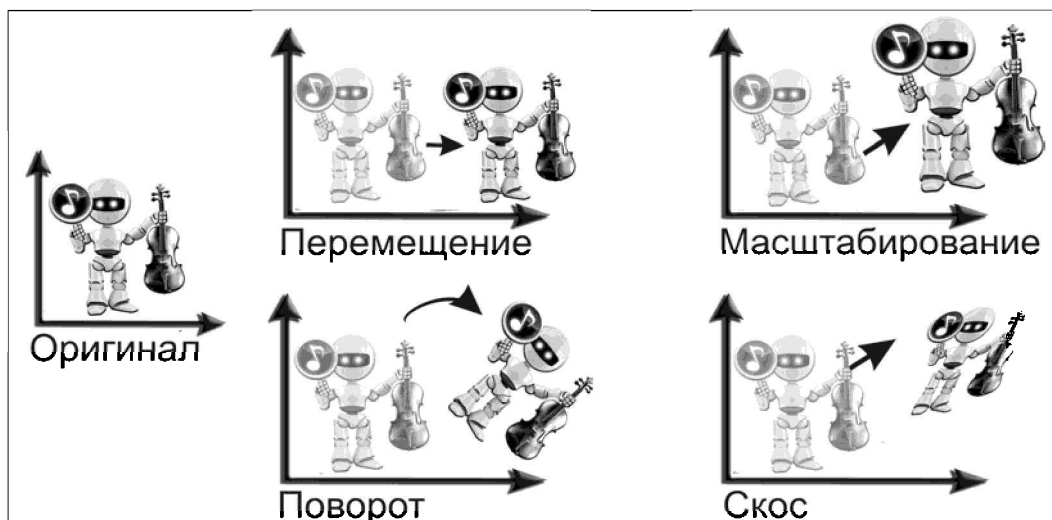 Оригинал
Перемещение
Масштабирование
Поворот
Скос